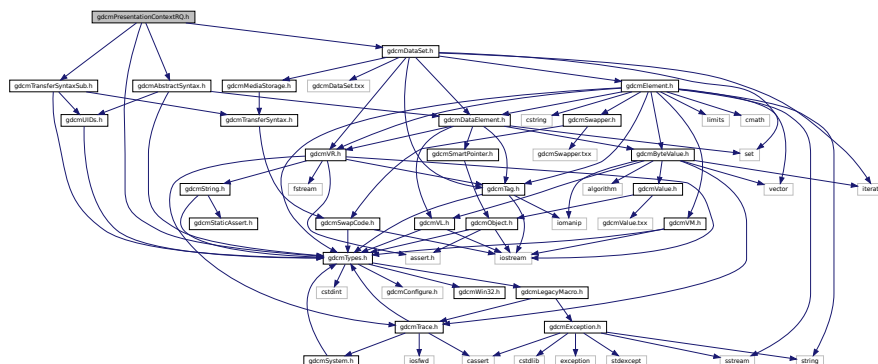 gdcmPresentationContextRQ.h
gdcmDataSet.h
gdcmTransferSyntaxSub.h
gdcmAbstractSyntax.h
gdcmMediaStorage.h
gdcmDataSet.txx
gdcmElement.h
gdcmUIDs.h
gdcmTransferSyntax.h
gdcmDataElement.h
cstring
gdcmSwapper.h
limits
cmath
gdcmVR.h
gdcmSmartPointer.h
gdcmSwapper.txx
gdcmByteValue.h
set
gdcmString.h
fstream
gdcmTag.h
algorithm
gdcmValue.h
vector
iterat
gdcmStaticAssert.h
gdcmSwapCode.h
gdcmVL.h
gdcmObject.h
iomanip
gdcmValue.txx
gdcmVM.h
gdcmTypes.h
assert.h
iostream
cstdint
gdcmConfigure.h
gdcmWin32.h
gdcmLegacyMacro.h
gdcmTrace.h
gdcmException.h
gdcmSystem.h
iosfwd
cassert
cstdlib
exception
stdexcept
sstream
string